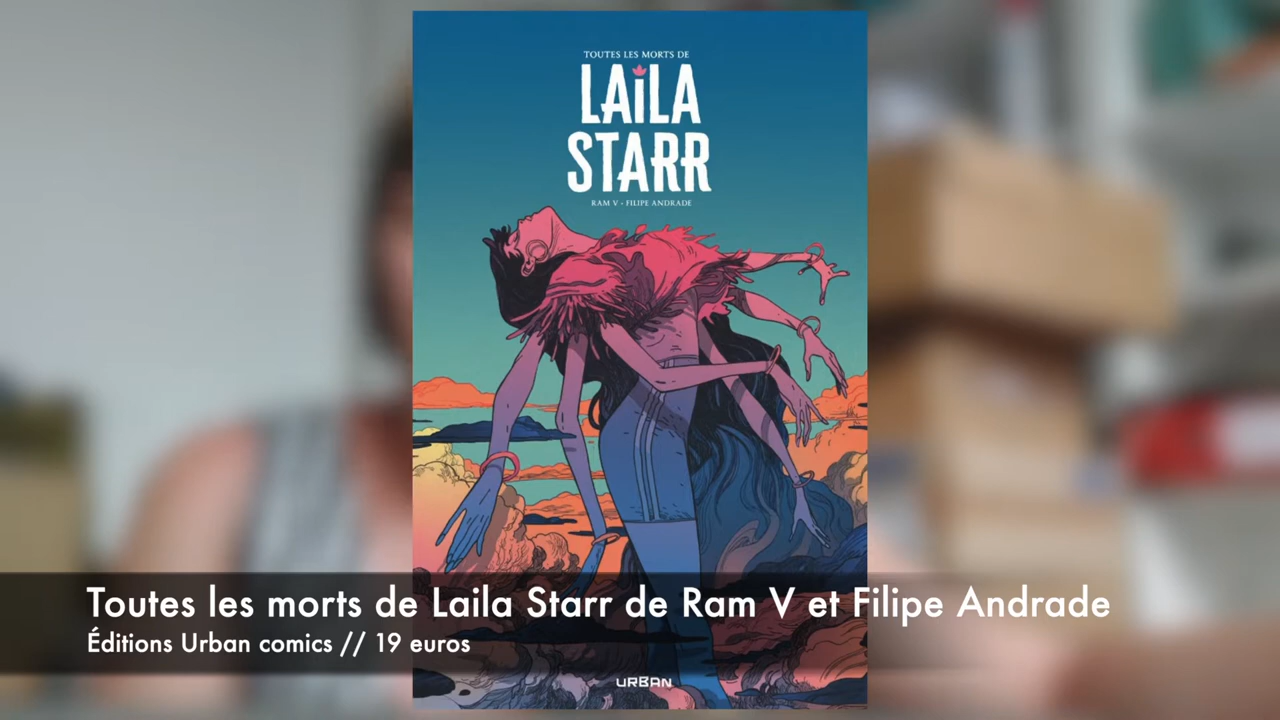 TOUTES LES MORTS DE
LAiLA
STARR
RAM V - FILIPE ANDRADE
Toutes les morts de Laila Starr de Ram V et Filipe Andrade
Éditions Urban comics // 19 euros
URBAN